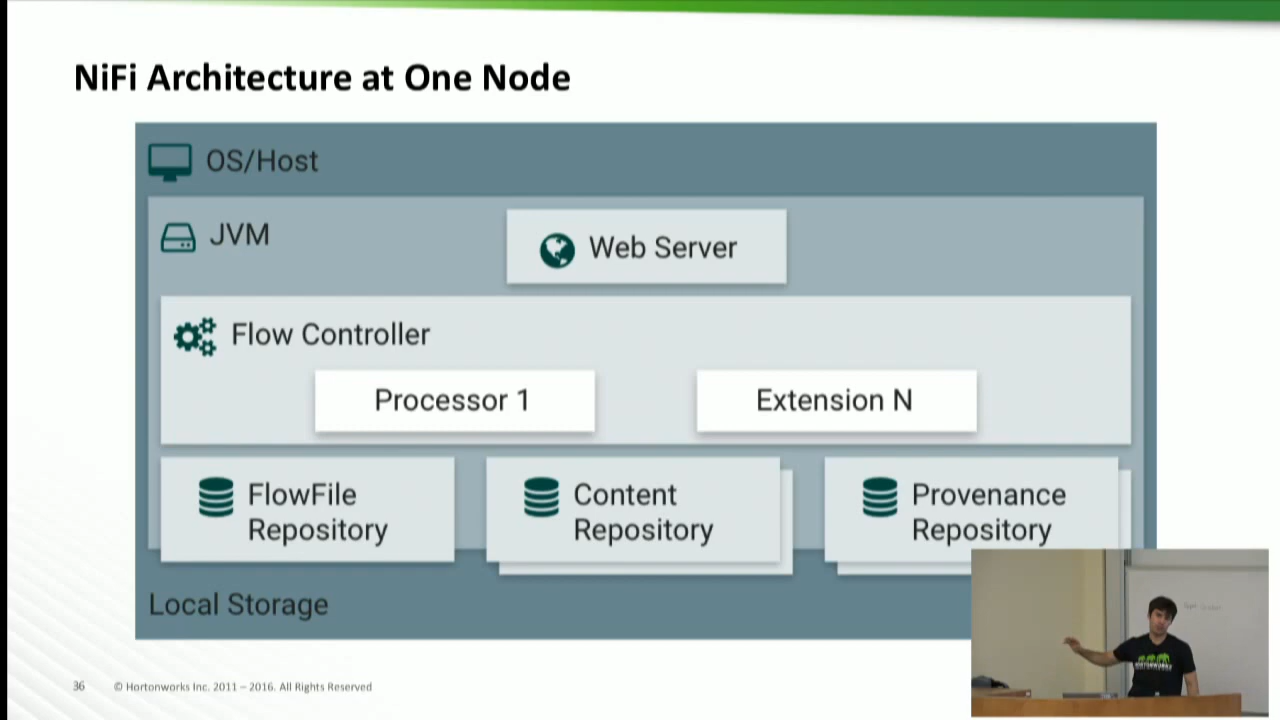 NiFi Architecture at One Node
OS/Host
JVM
Web Server
Flow Controller
Processor 1
Extension N
FlowFile
Repository
Content
Repository
Provenance
Repository
Local Storage
36
© Hortonworks Inc. 2011 – 2016. All Rights Reserved
HORTONWORKS